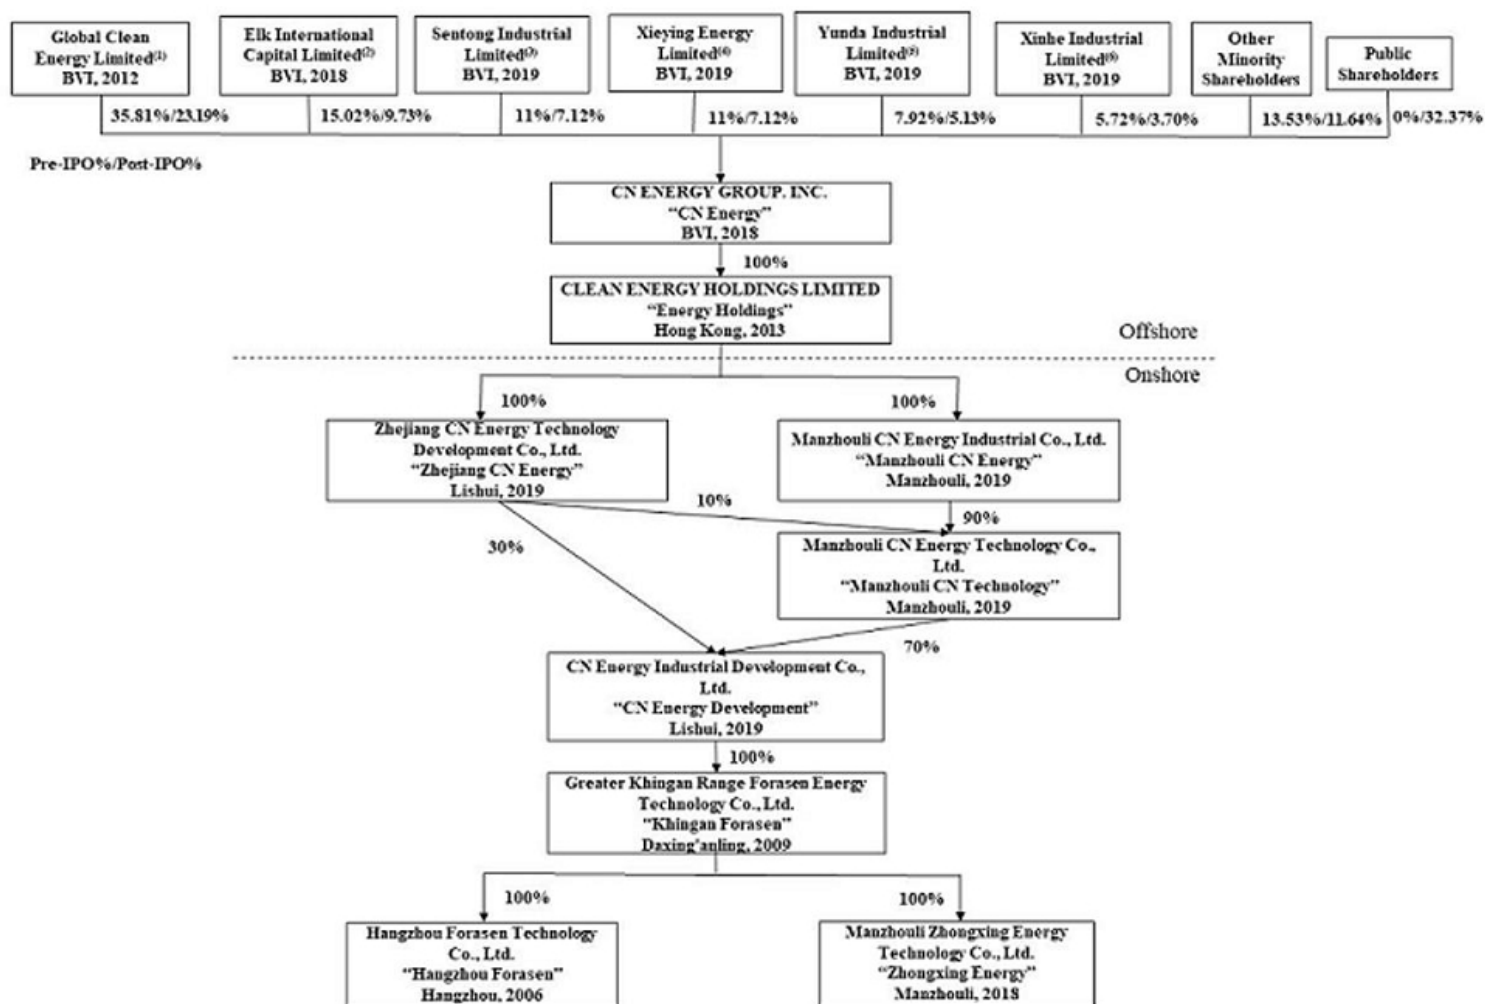 Global Clean
Energy Limited(1)
BVI, 2012
Elk International
Capital Limited(2)
BVI, 2018
Sentong Industrial
Limited(3)
BVI, 2019
Xieying Energy
Limited(4)
BVI, 2019
Yunda Industrial
Limited(5)
BVI, 2019
Xinhe Industrial
Limited(6)
BVI, 2019
Other
Minority
Shareholders
Public
Shareholders
35.81%/23.19%
15.02%/9.73%
11%/7.12%
11%/7.12%
7.92%/5.13%
5.72%/3.70%
13.53%/11.64%
0%/32.37%
Pre-IPO%/Post-IPO%
CN ENERGY GROUP. INC.
“CN Energy”
BVI, 2018
100%
CLEAN ENERGY HOLDINGS LIMITED
“Energy Holdings”
Hong Kong, 2013
Offshore
Onshore
100%
100%
Zhejiang CN Energy Technology
Development Co., Ltd.
“Zhejiang CN Energy”
Lishui, 2019
Manzhouli CN Energy Industrial Co., Ltd.
“Manzhouli CN Energy”
Manzhouli, 2019
10%
90%
30%
Manzhouli CN Energy Technology Co.,
Ltd.
“Manzhouli CN Technology”
Manzhouli, 2019
70%
CN Energy Industrial Development Co.,
Ltd.
“CN Energy Development”
Lishui, 2019
100%
Greater Khingan Range Forasen Energy
Technology Co., Ltd.
“Khingan Forasen”
Daxing'anling, 2009
100%
100%
Hangzhou Forasen Technology
Co., Ltd.
“Hangzhou Forasen”
Hangzhou, 2006
Manzhouli Zhongxing Energy
Technology Co., Ltd.
“Zhongxing Energy”
Manzhouli, 2018